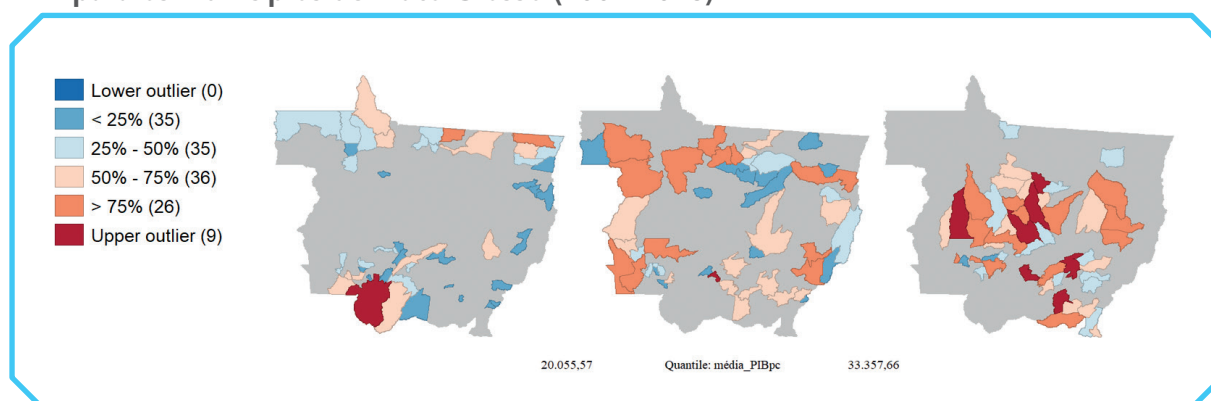 Lower outlier (0)
< 25% (35)
25% - 50% (35)
50% - 75% (36)
> 75% (26)
Upper outlier (9)
20.055,57 Quantile: média_PIBpc 33.357,66